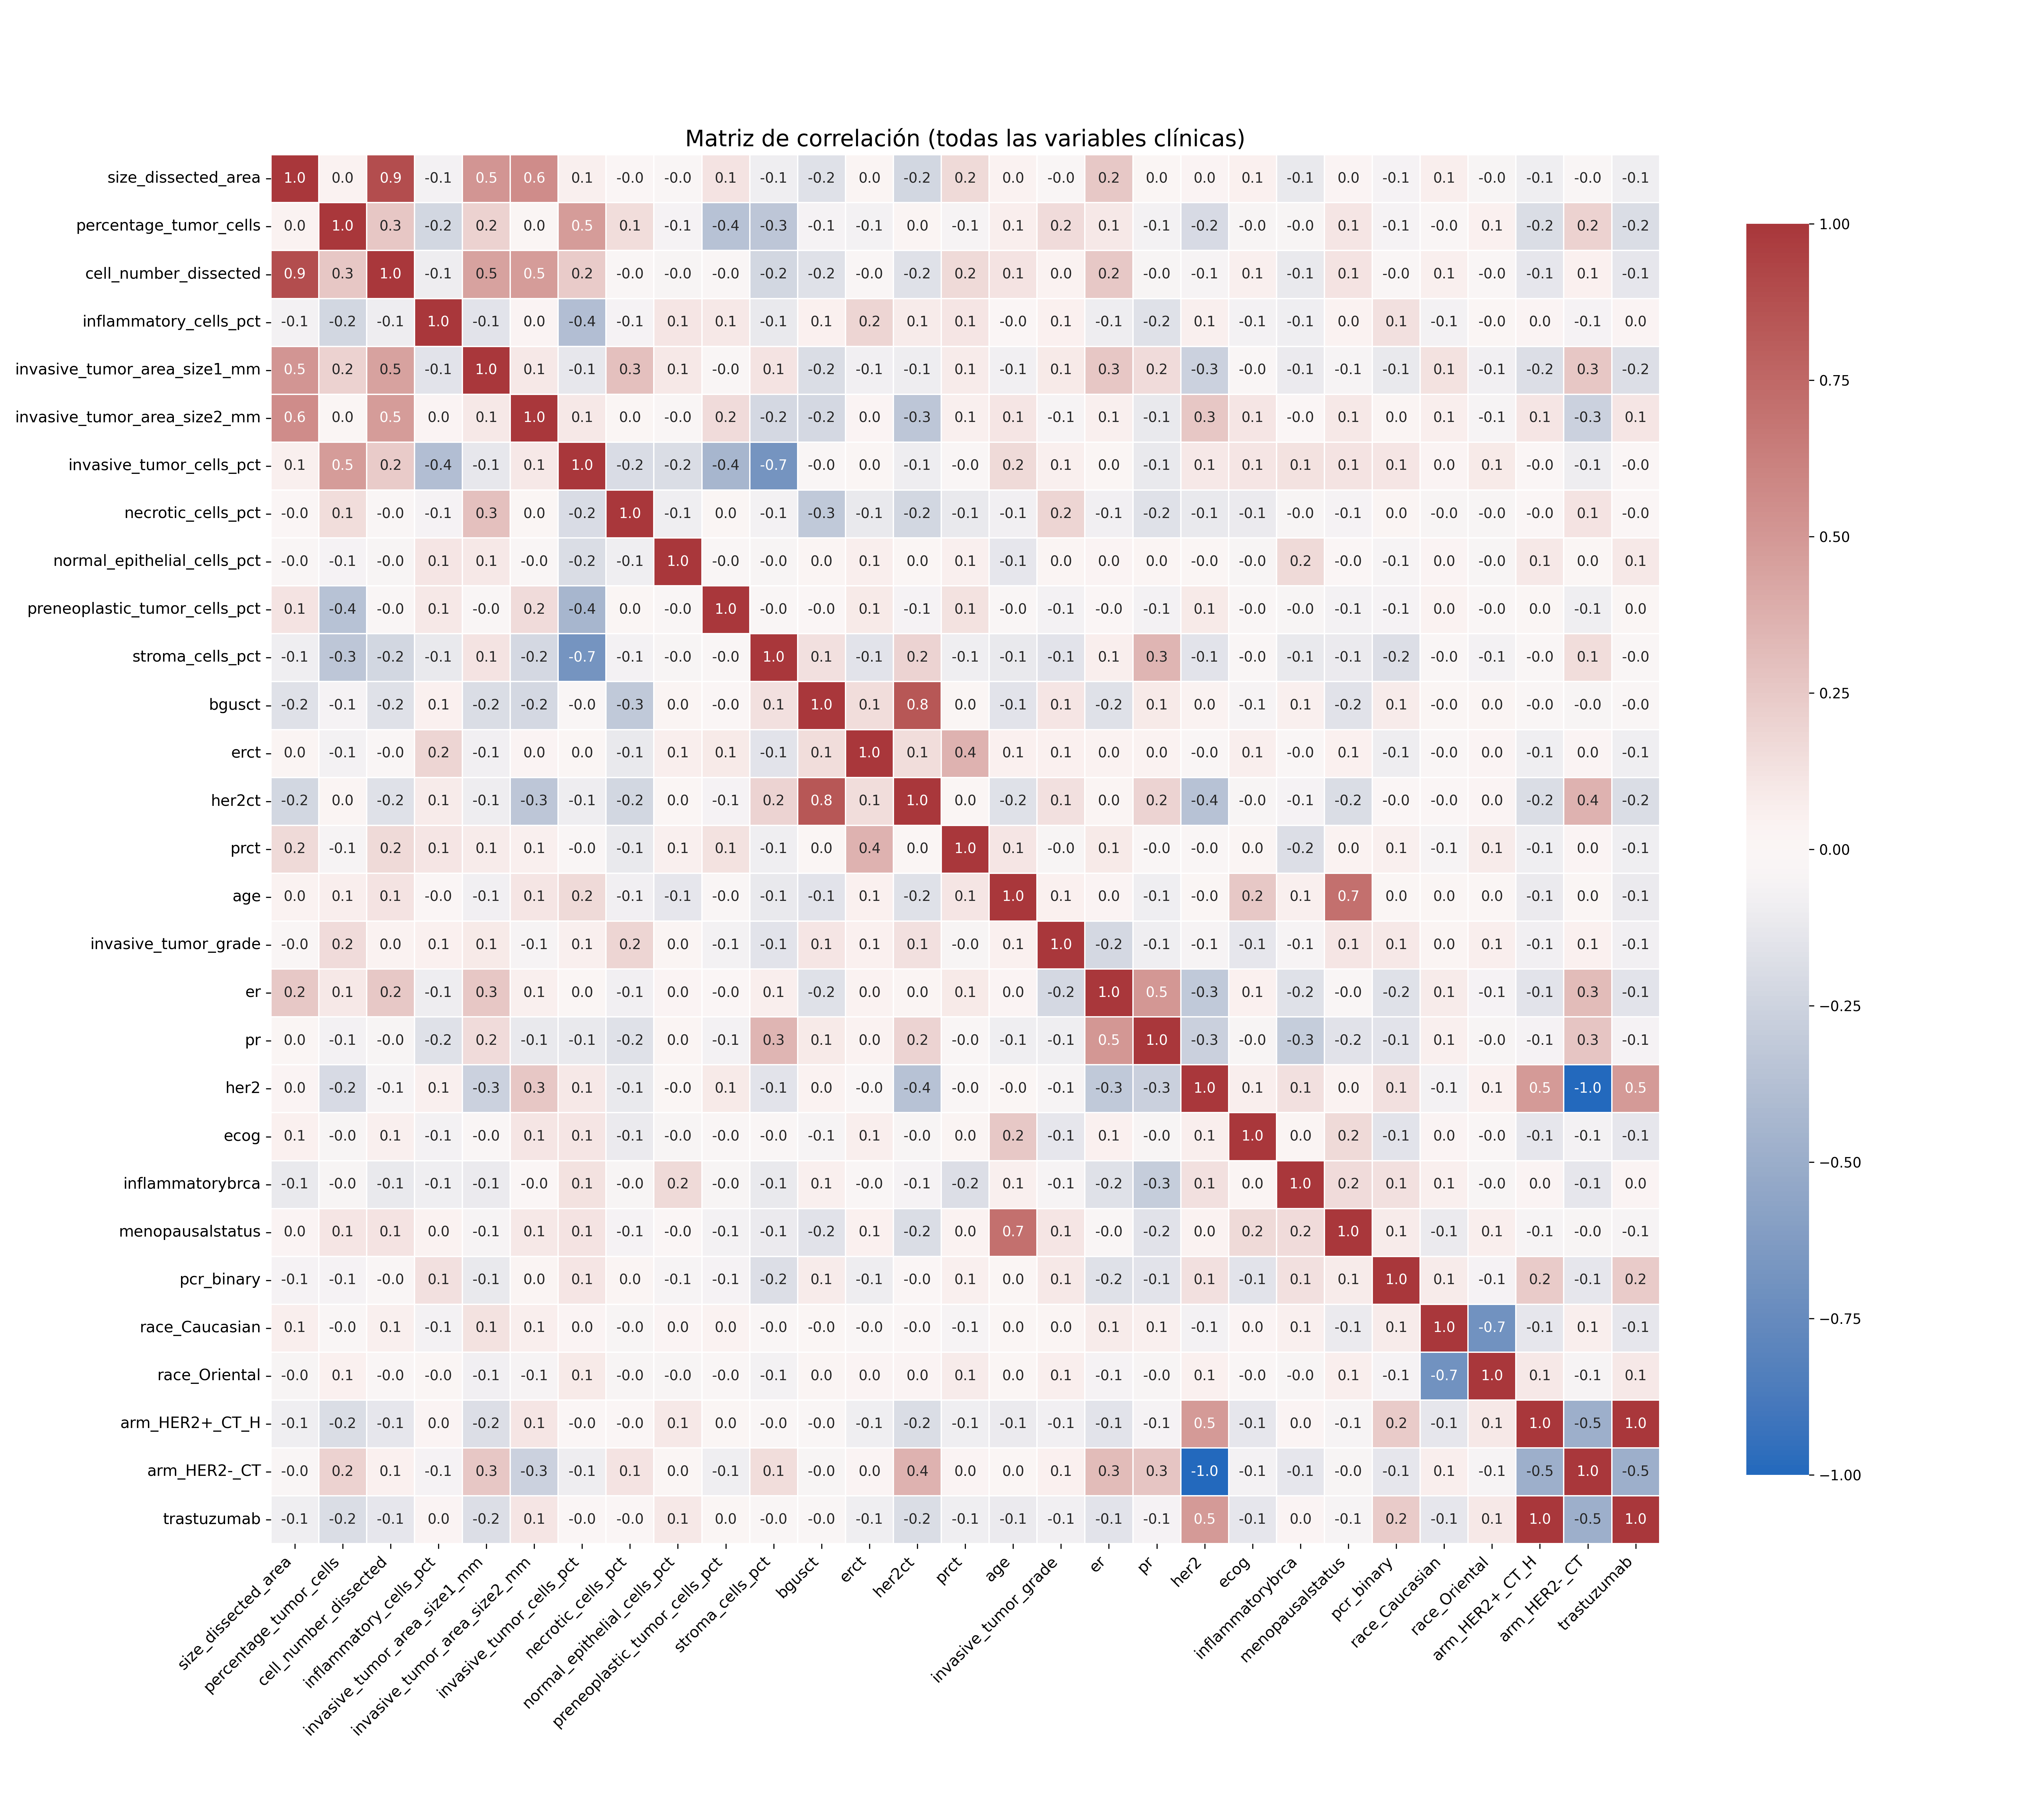 Matriz de correlación (todas las variables clínicas)
size_dissected_area 1.0 0.0 0.9 -0.1 0.5 0.6 0.1 -0.0 -0.0 0.1 -0.1 -0.2 0.0 -0.2 0.2 0.0 -0.0 0.2 0.0 0.0 0.1 -0.1 0.0 -0.1 0.1 -0.0 -0.1 -0.0 -0.1
percentage_tumor_cells 0.0 1.0 0.3 -0.2 0.2 0.0 0.5 0.1 -0.1 -0.4 -0.3 -0.1 -0.1 0.0 -0.1 0.1 0.2 0.1 -0.1 -0.2 -0.0 -0.0 0.1 -0.1 -0.0 0.1 -0.2 0.2 -0.2
cell_number_dissected 0.9 0.3 1.0 -0.1 0.5 0.5 0.2 -0.0 -0.0 -0.0 -0.2 -0.2 -0.0 -0.2 0.2 0.1 0.0 0.2 -0.0 -0.1 0.1 -0.1 0.1 -0.0 0.1 -0.0 -0.1 0.1 -0.1
inflammatory_cells_pct -0.1 -0.2 -0.1 1.0 -0.1 0.0 -0.4 -0.1 0.1 0.1 -0.1 0.1 0.2 0.1 0.1 -0.0 0.1 -0.1 -0.2 0.1 -0.1 -0.1 0.0 0.1 -0.1 -0.0 0.0 -0.1 0.0
invasive_tumor_area_size1_mm 0.5 0.2 0.5 -0.1 1.0 0.1 -0.1 0.3 0.1 -0.0 0.1 -0.2 -0.1 -0.1 0.1 -0.1 0.1 0.3 0.2 -0.3 -0.0 -0.1 -0.1 -0.1 0.1 -0.1 -0.2 0.3 -0.2
invasive_tumor_area_size2_mm 0.6 0.0 0.5 0.0 0.1 1.0 0.1 0.0 -0.0 0.2 -0.2 -0.2 0.0 -0.3 0.1 0.1 -0.1 0.1 -0.1 0.3 0.1 -0.0 0.1 0.0 0.1 -0.1 0.1 -0.3 0.1
invasive_tumor_cells_pct 0.1 0.5 0.2 -0.4 -0.1 0.1 1.0 -0.2 -0.2 -0.4 -0.7 -0.0 0.0 -0.1 -0.0 0.2 0.1 0.0 -0.1 0.1 0.1 0.1 0.1 0.1 0.0 0.1 -0.0 -0.1 -0.0
necrotic_cells_pct -0.0 0.1 -0.0 -0.1 0.3 0.0 -0.2 1.0 -0.1 0.0 -0.1 -0.3 -0.1 -0.2 -0.1 -0.1 0.2 -0.1 -0.2 -0.1 -0.1 -0.0 -0.1 0.0 -0.0 -0.0 -0.0 0.1 -0.0
normal_epithelial_cells_pct -0.0 -0.1 -0.0 0.1 0.1 -0.0 -0.2 -0.1 1.0 -0.0 -0.0 0.0 0.1 0.0 0.1 -0.1 0.0 0.0 0.0 -0.0 -0.0 0.2 -0.0 -0.1 0.0 -0.0 0.1 0.0 0.1
preneoplastic_tumor_cells_pct 0.1 -0.4 -0.0 0.1 -0.0 0.2 -0.4 0.0 -0.0 1.0 -0.0 -0.0 0.1 -0.1 0.1 -0.0 -0.1 -0.0 -0.1 0.1 -0.0 -0.0 -0.1 -0.1 0.0 -0.0 0.0 -0.1 0.0
stroma_cells_pct -0.1 -0.3 -0.2 -0.1 0.1 -0.2 -0.7 -0.1 -0.0 -0.0 1.0 0.1 -0.1 0.2 -0.1 -0.1 -0.1 0.1 0.3 -0.1 -0.0 -0.1 -0.1 -0.2 -0.0 -0.1 -0.0 0.1 -0.0
bgusct -0.2 -0.1 -0.2 0.1 -0.2 -0.2 -0.0 -0.3 0.0 -0.0 0.1 1.0 0.1 0.8 0.0 -0.1 0.1 -0.2 0.1 0.0 -0.1 0.1 -0.2 0.1 -0.0 0.0 -0.0 -0.0 -0.0
erct 0.0 -0.1 -0.0 0.2 -0.1 0.0 0.0 -0.1 0.1 0.1 -0.1 0.1 1.0 0.1 0.4 0.1 0.1 0.0 0.0 -0.0 0.1 -0.0 0.1 -0.1 -0.0 0.0 -0.1 0.0 -0.1
her2ct -0.2 0.0 -0.2 0.1 -0.1 -0.3 -0.1 -0.2 0.0 -0.1 0.2 0.8 0.1 1.0 0.0 -0.2 0.1 0.0 0.2 -0.4 -0.0 -0.1 -0.2 -0.0 -0.0 0.0 -0.2 0.4 -0.2
prct 0.2 -0.1 0.2 0.1 0.1 0.1 -0.0 -0.1 0.1 0.1 -0.1 0.0 0.4 0.0 1.0 0.1 -0.0 0.1 -0.0 -0.0 0.0 -0.2 0.0 0.1 -0.1 0.1 -0.1 0.0 -0.1
age 0.0 0.1 0.1 -0.0 -0.1 0.1 0.2 -0.1 -0.1 -0.0 -0.1 -0.1 0.1 -0.2 0.1 1.0 0.1 0.0 -0.1 -0.0 0.2 0.1 0.7 0.0 0.0 0.0 -0.1 0.0 -0.1
invasive_tumor_grade -0.0 0.2 0.0 0.1 0.1 -0.1 0.1 0.2 0.0 -0.1 -0.1 0.1 0.1 0.1 -0.0 0.1 1.0 -0.2 -0.1 -0.1 -0.1 -0.1 0.1 0.1 0.0 0.1 -0.1 0.1 -0.1
er 0.2 0.1 0.2 -0.1 0.3 0.1 0.0 -0.1 0.0 -0.0 0.1 -0.2 0.0 0.0 0.1 0.0 -0.2 1.0 0.5 -0.3 0.1 -0.2 -0.0 -0.2 0.1 -0.1 -0.1 0.3 -0.1
pr 0.0 -0.1 -0.0 -0.2 0.2 -0.1 -0.1 -0.2 0.0 -0.1 0.3 0.1 0.0 0.2 -0.0 -0.1 -0.1 0.5 1.0 -0.3 -0.0 -0.3 -0.2 -0.1 0.1 -0.0 -0.1 0.3 -0.1
her2 0.0 -0.2 -0.1 0.1 -0.3 0.3 0.1 -0.1 -0.0 0.1 -0.1 0.0 -0.0 -0.4 -0.0 -0.0 -0.1 -0.3 -0.3 1.0 0.1 0.1 0.0 0.1 -0.1 0.1 0.5 -1.0 0.5
ecog 0.1 -0.0 0.1 -0.1 -0.0 0.1 0.1 -0.1 -0.0 -0.0 -0.0 -0.1 0.1 -0.0 0.0 0.2 -0.1 0.1 -0.0 0.1 1.0 0.0 0.2 -0.1 0.0 -0.0 -0.1 -0.1 -0.1
inflammatorybrca -0.1 -0.0 -0.1 -0.1 -0.1 -0.0 0.1 -0.0 0.2 -0.0 -0.1 0.1 -0.0 -0.1 -0.2 0.1 -0.1 -0.2 -0.3 0.1 0.0 1.0 0.2 0.1 0.1 -0.0 0.0 -0.1 0.0
menopausalstatus 0.0 0.1 0.1 0.0 -0.1 0.1 0.1 -0.1 -0.0 -0.1 -0.1 -0.2 0.1 -0.2 0.0 0.7 0.1 -0.0 -0.2 0.0 0.2 0.2 1.0 0.1 -0.1 0.1 -0.1 -0.0 -0.1
pcr_binary -0.1 -0.1 -0.0 0.1 -0.1 0.0 0.1 0.0 -0.1 -0.1 -0.2 0.1 -0.1 -0.0 0.1 0.0 0.1 -0.2 -0.1 0.1 -0.1 0.1 0.1 1.0 0.1 -0.1 0.2 -0.1 0.2
race_Caucasian 0.1 -0.0 0.1 -0.1 0.1 0.1 0.0 -0.0 0.0 0.0 -0.0 -0.0 -0.0 -0.0 -0.1 0.0 0.0 0.1 0.1 -0.1 0.0 0.1 -0.1 0.1 1.0 -0.7 -0.1 0.1 -0.1
race_Oriental -0.0 0.1 -0.0 -0.0 -0.1 -0.1 0.1 -0.0 -0.0 -0.0 -0.1 0.0 0.0 0.0 0.1 0.0 0.1 -0.1 -0.0 0.1 -0.0 -0.0 0.1 -0.1 -0.7 1.0 0.1 -0.1 0.1
arm_HER2+_CT_H -0.1 -0.2 -0.1 0.0 -0.2 0.1 -0.0 -0.0 0.1 0.0 -0.0 -0.0 -0.1 -0.2 -0.1 -0.1 -0.1 -0.1 -0.1 0.5 -0.1 0.0 -0.1 0.2 -0.1 0.1 1.0 -0.5 1.0
arm_HER2-_CT -0.0 0.2 0.1 -0.1 0.3 -0.3 -0.1 0.1 0.0 -0.1 0.1 -0.0 0.0 0.4 0.0 0.0 0.1 0.3 0.3 -1.0 -0.1 -0.1 -0.0 -0.1 0.1 -0.1 -0.5 1.0 -0.5
trastuzumab -0.1 -0.2 -0.1 0.0 -0.2 0.1 -0.0 -0.0 0.1 0.0 -0.0 -0.0 -0.1 -0.2 -0.1 -0.1 -0.1 -0.1 -0.1 0.5 -0.1 0.0 -0.1 0.2 -0.1 0.1 1.0 -0.5 1.0
size_dissected_area
percentage_tumor_cells
cell_number_dissected
inflammatory_cells_pct
invasive_tumor_area_size1_mm
invasive_tumor_area_size2_mm
invasive_tumor_cells_pct
necrotic_cells_pct
normal_epithelial_cells_pct
preneoplastic_tumor_cells_pct
stroma_cells_pct
bgusct
erct
her2ct
prct
age
invasive_tumor_grade
er
pr
her2
ecog
inflammatorybrca
menopausalstatus
pcr_binary
race_Caucasian
race_Oriental
arm_HER2+_CT_H
arm_HER2-_CT
trastuzumab
1.00
0.75
0.50
0.25
0.00
−0.25
−0.50
−0.75
−1.00